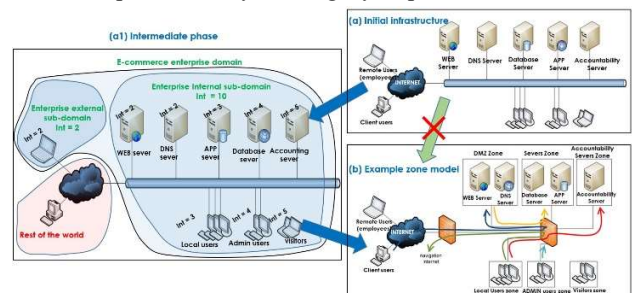 (a1) Intermediate phase
E-commerce enterprise domain
Enterprise external
sub-domain
Int = 2
Int = 2
Rest of the world
Enterprise Internal sub-domain
Int = 10
Int = 2
Int = 2
Int = 3
Int = 4
Int = 5
WEB sever
DNS
sever
APP
sever
Database
sever
Accounting
sever
Int = 3
Int = 4
Int = 5
Local users
Admin users
Visitors
(a) Initial infrastructure
Remote Users
(employees)
INTERNET
Client users
WEB
Server
DNS Server
Database
Server
APP
Server
Accountability
Server
(b) Example zone model
DMZ Zone
Severs Zone
Accountability
Severs Zone
WEB Server
DNS
Server
Database
Server
APP
Server
Accounting
Server
Remote Users
(employees)
INTERNET
Client users
navigation
internet
Local Users zone
ADMIN users zone
Visitors zone